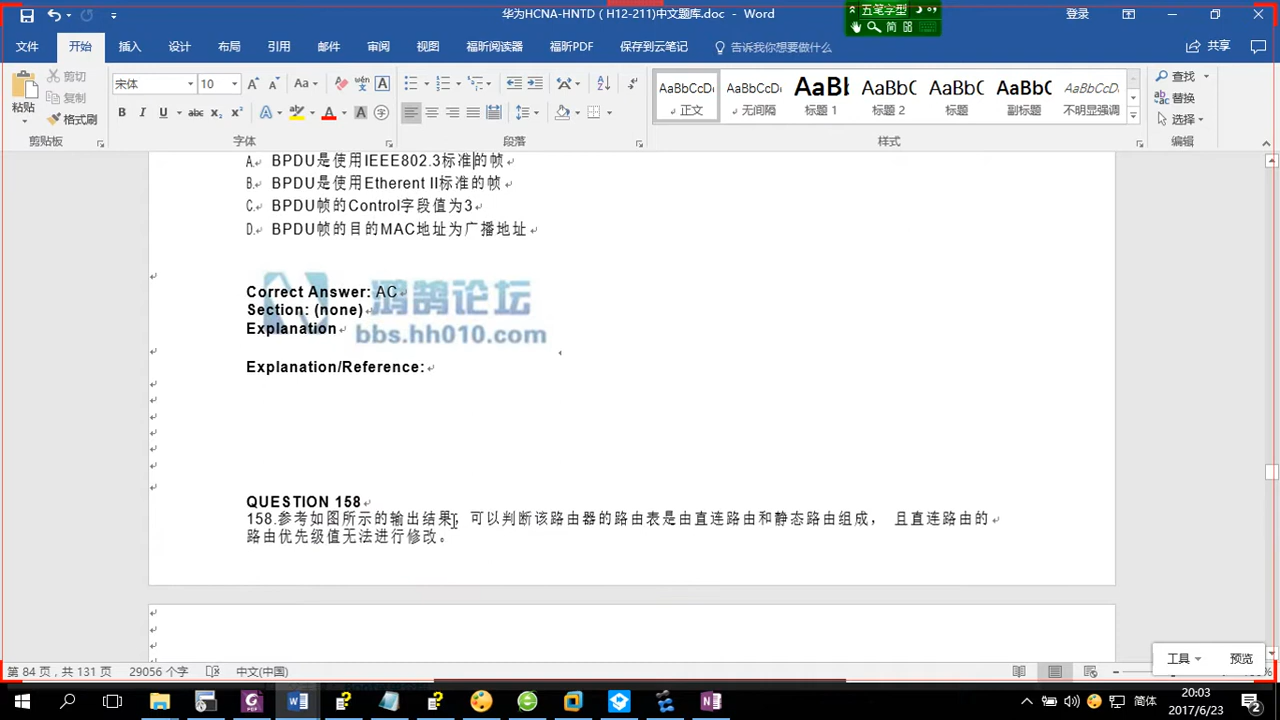 华为HCNA-HNTD（H12-211)中文题库.doc - Word
五笔字型
简
登录
文件
开始
插入
设计
布局
引用
邮件
审阅
视图
福昕阅读器
福昕PDF
保存到云笔记
告诉我你想要做什么
共享
粘贴
剪切
复制
格式刷
宋体
10
AaBbCcDi
正文
AaBbCcDi
无间隔
AaBb
标题 1
AaBbC
标题 2
AaBbC
标题
AaBbC
副标题
AaBbCcDi
不明显强调
查找
替换
选择
剪贴板
字体
段落
样式
编辑
A. BPDU是使用IEEE802.3标准的帧
B. BPDU是使用Etherent II标准的帧
C. BPDU帧的Control字段值为3
D. BPDU帧的目的MAC地址为广播地址
鸿鹄论坛
bbs.hh010.com
Correct Answer: AC
Section: (none)
Explanation
Explanation/Reference:
QUESTION 158
158.参考如图所示的输出结果，可以判断该路由器的路由表是由直连路由和静态路由组成， 且直连路由的
路由优先级值无法进行修改。
工具
预览
第 84 页，共 131 页
29056 个字
中文(中国)
简体
20:03
2017/6/23